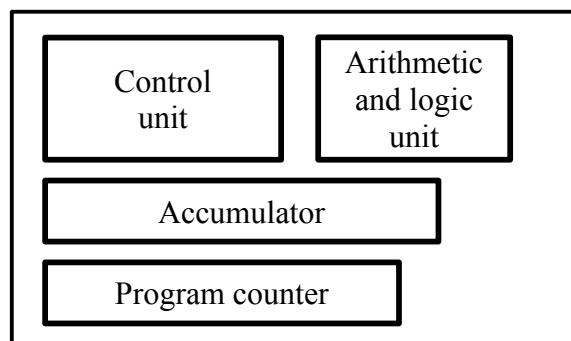 Control
unit
Arithmetic
and logic
unit
Accumulator
Program counter